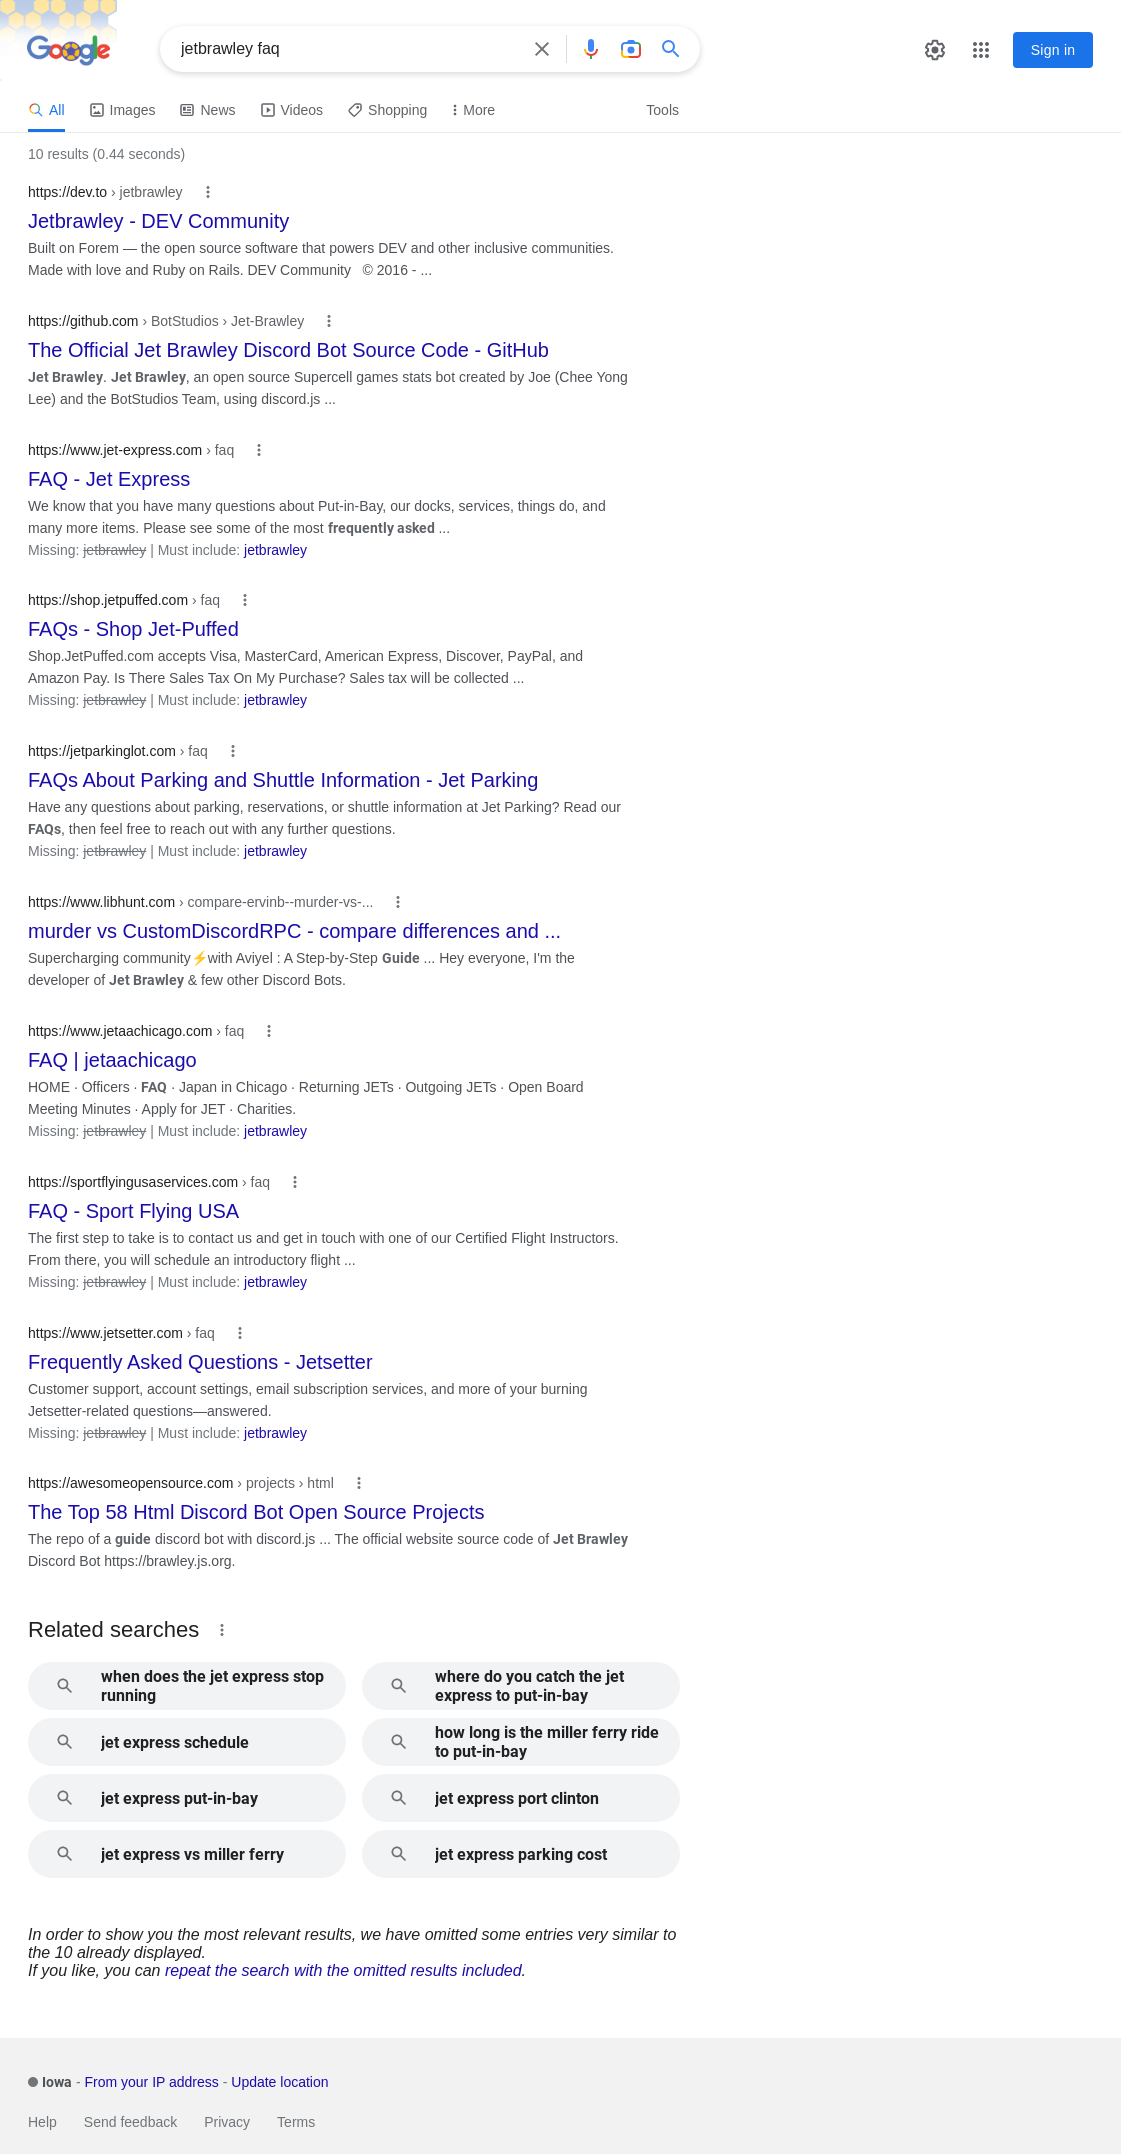 Google
jetbrawley faq
Sign in
All
Images
News
Videos
Shopping
More
Tools
10 results (0.44 seconds)
https://dev.to › jetbrawley
Jetbrawley - DEV Community
Built on Forem — the open source software that powers DEV and other inclusive communities.
Made with love and Ruby on Rails. DEV Community © 2016 - ...
https://github.com › BotStudios › Jet-Brawley
The Official Jet Brawley Discord Bot Source Code - GitHub
Jet Brawley. Jet Brawley, an open source Supercell games stats bot created by Joe (Chee Yong
Lee) and the BotStudios Team, using discord.js ...
https://www.jet-express.com › faq
FAQ - Jet Express
We know that you have many questions about Put-in-Bay, our docks, services, things do, and
many more items. Please see some of the most frequently asked ...
Missing: jetbrawley | Must include: jetbrawley
https://shop.jetpuffed.com › faq
FAQs - Shop Jet-Puffed
Shop.JetPuffed.com accepts Visa, MasterCard, American Express, Discover, PayPal, and
Amazon Pay. Is There Sales Tax On My Purchase? Sales tax will be collected ...
Missing: jetbrawley | Must include: jetbrawley
https://jetparkinglot.com › faq
FAQs About Parking and Shuttle Information - Jet Parking
Have any questions about parking, reservations, or shuttle information at Jet Parking? Read our
FAQs, then feel free to reach out with any further questions.
Missing: jetbrawley | Must include: jetbrawley
https://www.libhunt.com › compare-ervinb--murder-vs-...
murder vs CustomDiscordRPC - compare differences and ...
Supercharging community⚡with Aviyel : A Step-by-Step Guide ... Hey everyone, I'm the
developer of Jet Brawley & few other Discord Bots.
https://www.jetaachicago.com › faq
FAQ | jetaachicago
HOME · Officers · FAQ · Japan in Chicago · Returning JETs · Outgoing JETs · Open Board
Meeting Minutes · Apply for JET · Charities.
Missing: jetbrawley | Must include: jetbrawley
https://sportflyingusaservices.com › faq
FAQ - Sport Flying USA
The first step to take is to contact us and get in touch with one of our Certified Flight Instructors.
From there, you will schedule an introductory flight ...
Missing: jetbrawley | Must include: jetbrawley
https://www.jetsetter.com › faq
Frequently Asked Questions - Jetsetter
Customer support, account settings, email subscription services, and more of your burning
Jetsetter-related questions—answered.
Missing: jetbrawley | Must include: jetbrawley
https://awesomeopensource.com › projects › html
The Top 58 Html Discord Bot Open Source Projects
The repo of a guide discord bot with discord.js ... The official website source code of Jet Brawley
Discord Bot https://brawley.js.org.
Related searches
when does the jet express stop
running
where do you catch the jet
express to put-in-bay
jet express schedule
how long is the miller ferry ride
to put-in-bay
jet express put-in-bay
jet express port clinton
jet express vs miller ferry
jet express parking cost
In order to show you the most relevant results, we have omitted some entries very similar to
the 10 already displayed.
If you like, you can repeat the search with the omitted results included.
Iowa - From your IP address - Update location
Help
Send feedback
Privacy
Terms